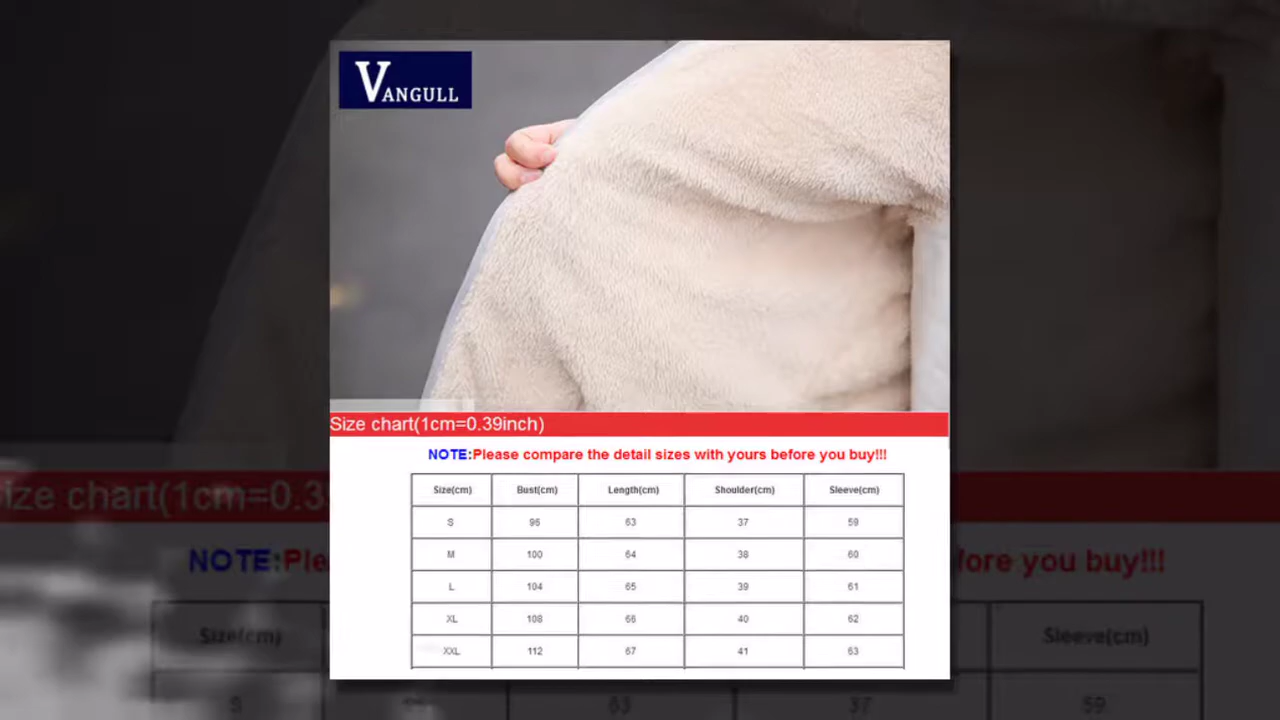 VANGULL
Size chart(1cm=0.39inch)
NOTE:Please compare the detail sizes with yours before you buy!!!
Size(cm) Bust(cm) Length(cm) Shoulder(cm) Sleeve(cm)
S 96 63 37 59
M 100 64 38 60
L 104 65 39 61
XL 108 66 40 62
XXL 112 67 41 63